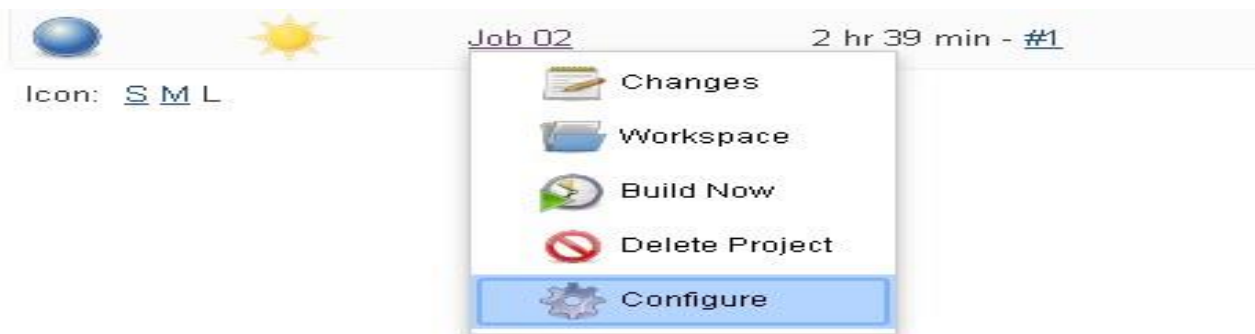 Job 02 2 hr 39 min - #1
Icon: S M L
Changes
Workspace
Build Now
Delete Project
Configure